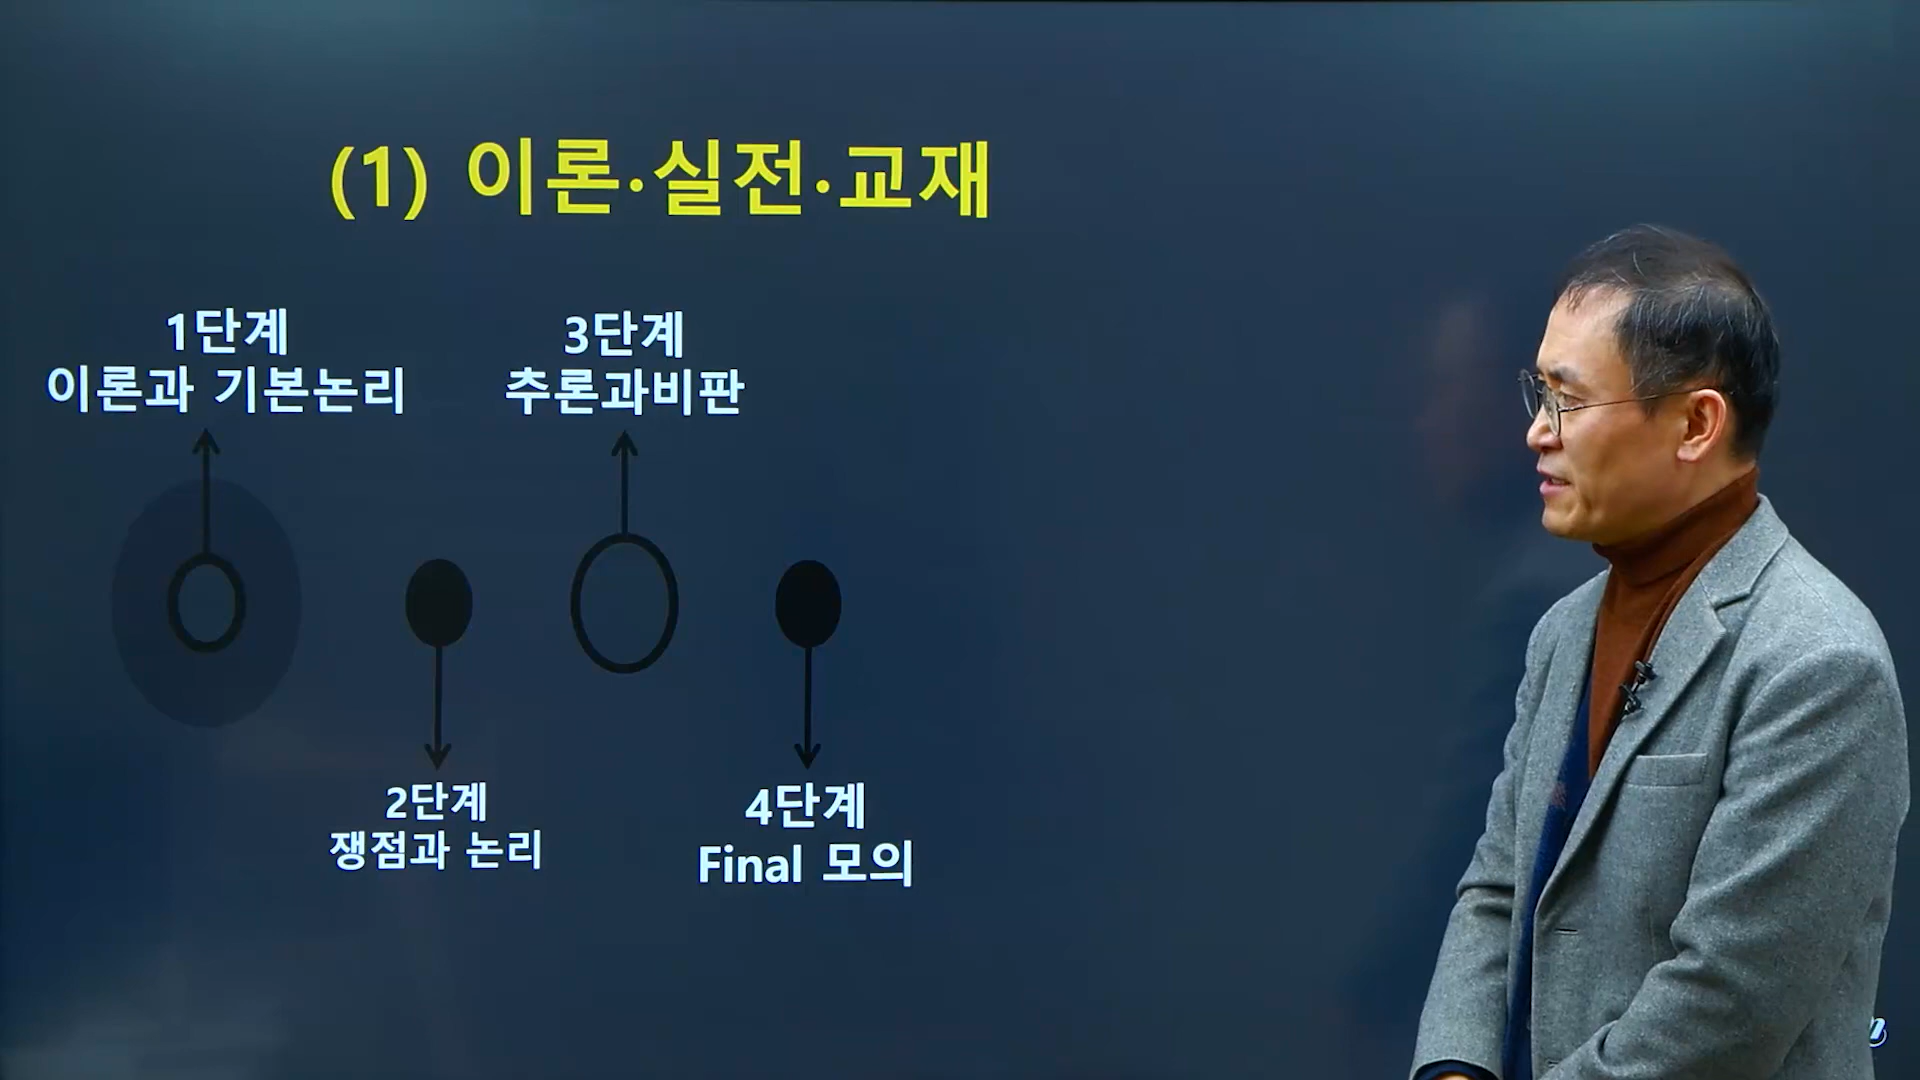 (1) 이론·실전·교재
1단계
이론과 기본논리
3단계
추론과비판
2단계
쟁점과 논리
4단계
Final 모의